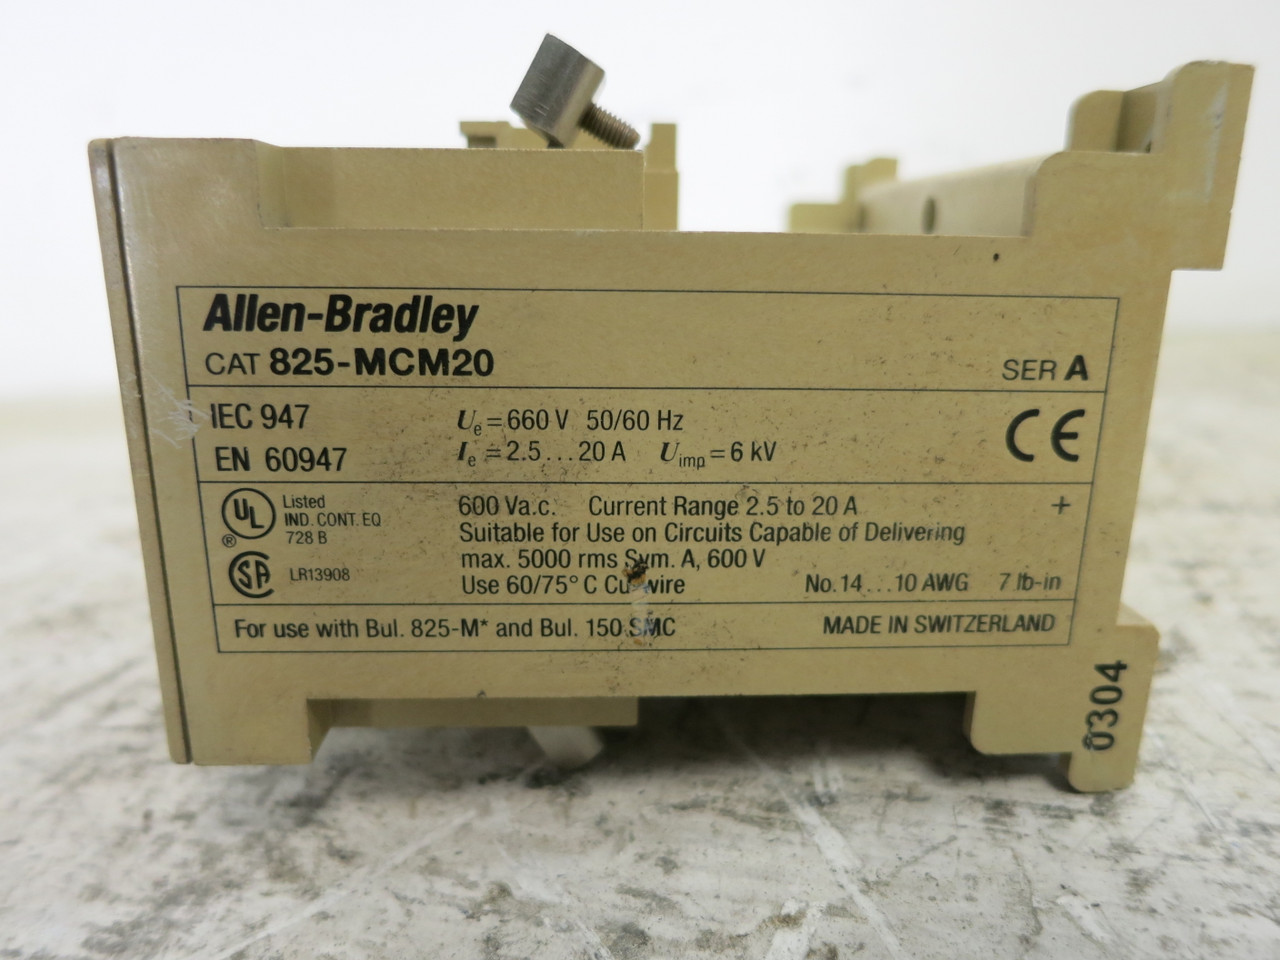 Allen-Bradley
CAT 825-MCM20
SER A
IEC 947
EN 60947
Ue = 660 V 50/60 Hz
Ie = 2.5...20 A Uimp = 6 kV
CE
UL
®
Listed
IND. CONT. EQ
728 B
SA
LR13908
600 Va.c. Current Range 2.5 to 20 A
+
Suitable for Use on Circuits Capable of Delivering
max. 5000 rms Sym. A, 600 V
Use 60/75° C Cu wire
No. 14...10 AWG 7 lb-in
For use with Bul. 825-M* and Bul. 150 SMC
MADE IN SWITZERLAND
0304